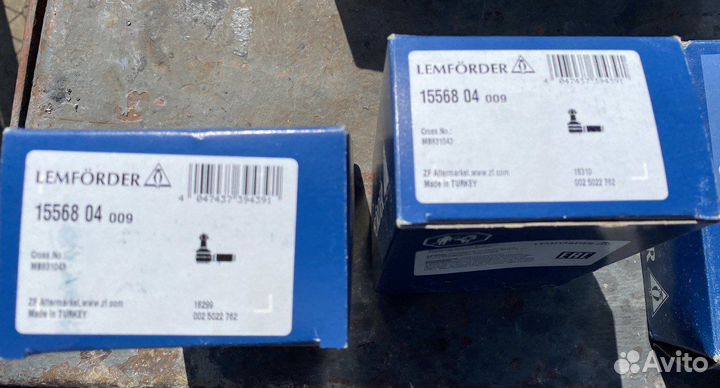 LEMFÖRDER
4 047437 394391
15568 04 009
Cross No.:
MB831043
ZF Aftermarket.www.zf.com
Made in TURKEY
18299
002 5022 762
LEMFÖRDER
4 047437 394391
15568 04 009
Cross No.:
MB831043
ZF Aftermarket.www.zf.com
Made in TURKEY
18310
002 5022 762
Avito